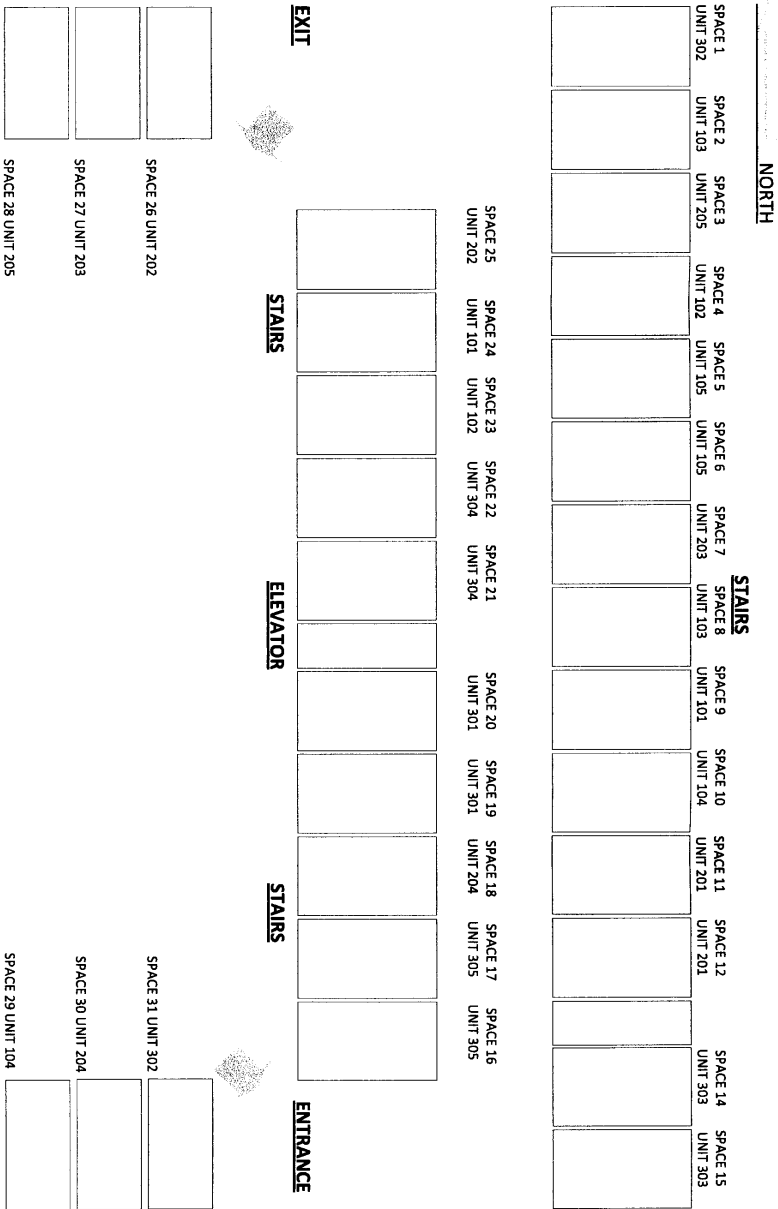 NORTH
STAIRS
SPACE 1
UNIT 302
SPACE 2
UNIT 103
SPACE 3
UNIT 205
SPACE 4
UNIT 102
SPACE 5
UNIT 105
SPACE 6
UNIT 105
SPACE 7
UNIT 203
SPACE 8
UNIT 103
SPACE 9
UNIT 101
SPACE 10
UNIT 104
SPACE 11
UNIT 201
SPACE 12
UNIT 201
SPACE 14
UNIT 303
SPACE 15
UNIT 303
SPACE 25
UNIT 202
SPACE 24
UNIT 101
SPACE 23
UNIT 102
SPACE 22
UNIT 304
SPACE 21
UNIT 304
SPACE 20
UNIT 301
SPACE 19
UNIT 301
SPACE 18
UNIT 204
SPACE 17
UNIT 305
SPACE 16
UNIT 305
EXIT
ENTRANCE
STAIRS
ELEVATOR
STAIRS
SPACE 26 UNIT 202
SPACE 31 UNIT 302
SPACE 27 UNIT 203
SPACE 30 UNIT 204
SPACE 28 UNIT 205
SPACE 29 UNIT 104